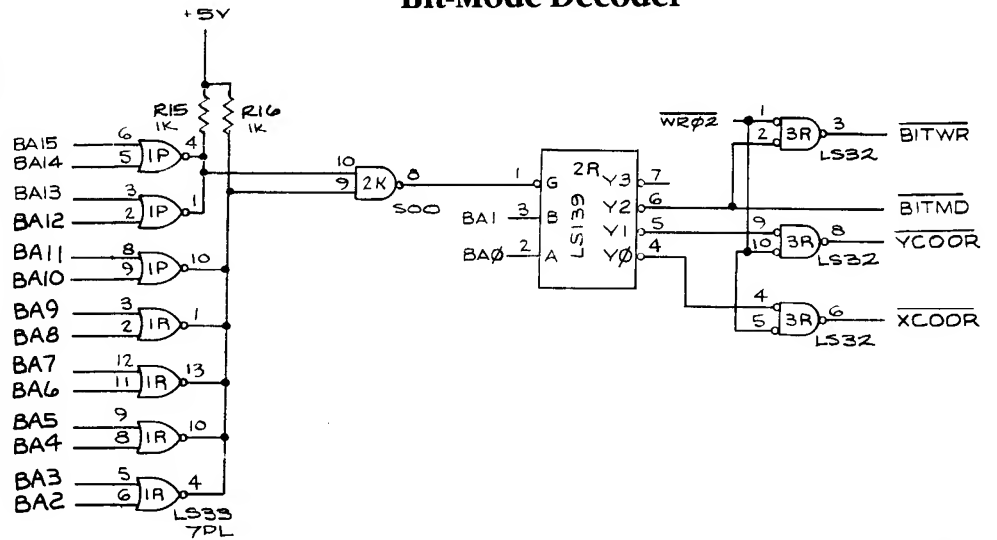 Bit-Mode Decoder
+5V
R15 R16
1K 1K
BA15 6
BA14 5 1P 4
BA13 3
BA12 2 1P 1
BA11 8
BA10 9 1P 10
BA9 3
BA8 2 1R 1
BA7 12
BA6 11 1R 13
BA5 9
BA4 8 1R 10
BA3 5
BA2 6 1R 4
LS33
7PL
10
9 2K 8
S00
1 G 2R Y3 7
BA1 3 B LS139 Y2 6
Y1 5
BAØ 2 A YØ 4
WRØ2 1
2 3R 3 BITWR
LS32
BITMD
9
10 3R 8 YCOOR
LS32
4
5 3R 6 XCOOR
LS32